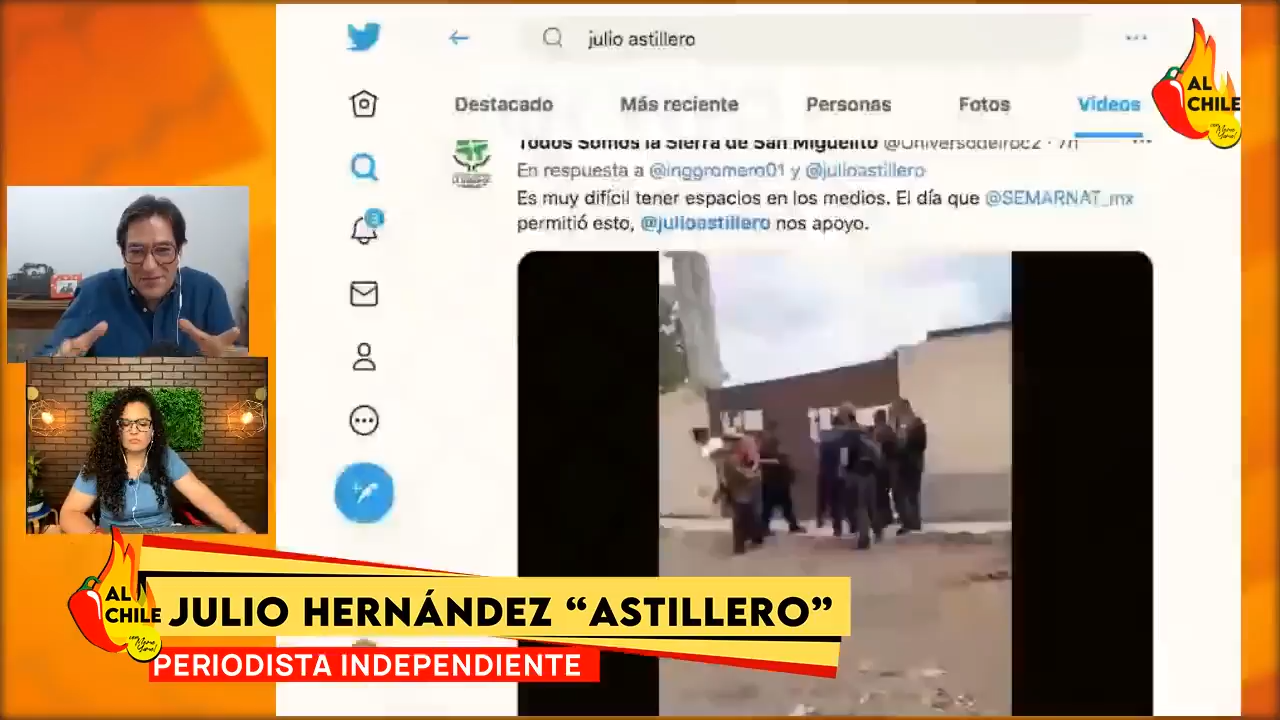 julio astillero
Destacado
Más reciente
Personas
Fotos
Videos
AL
CHILE
Todos Somos la Sierra de San Miguelito
En respuesta a @inggromero01 y @julioastillero
Es muy difícil tener espacios en los medios. El día que @SEMARNAT_mx
permitió esto, @julioastillero nos apoyo.
3
AL
CHILE
JULIO HERNÁNDEZ “ASTILLERO”
PERIODISTA INDEPENDIENTE